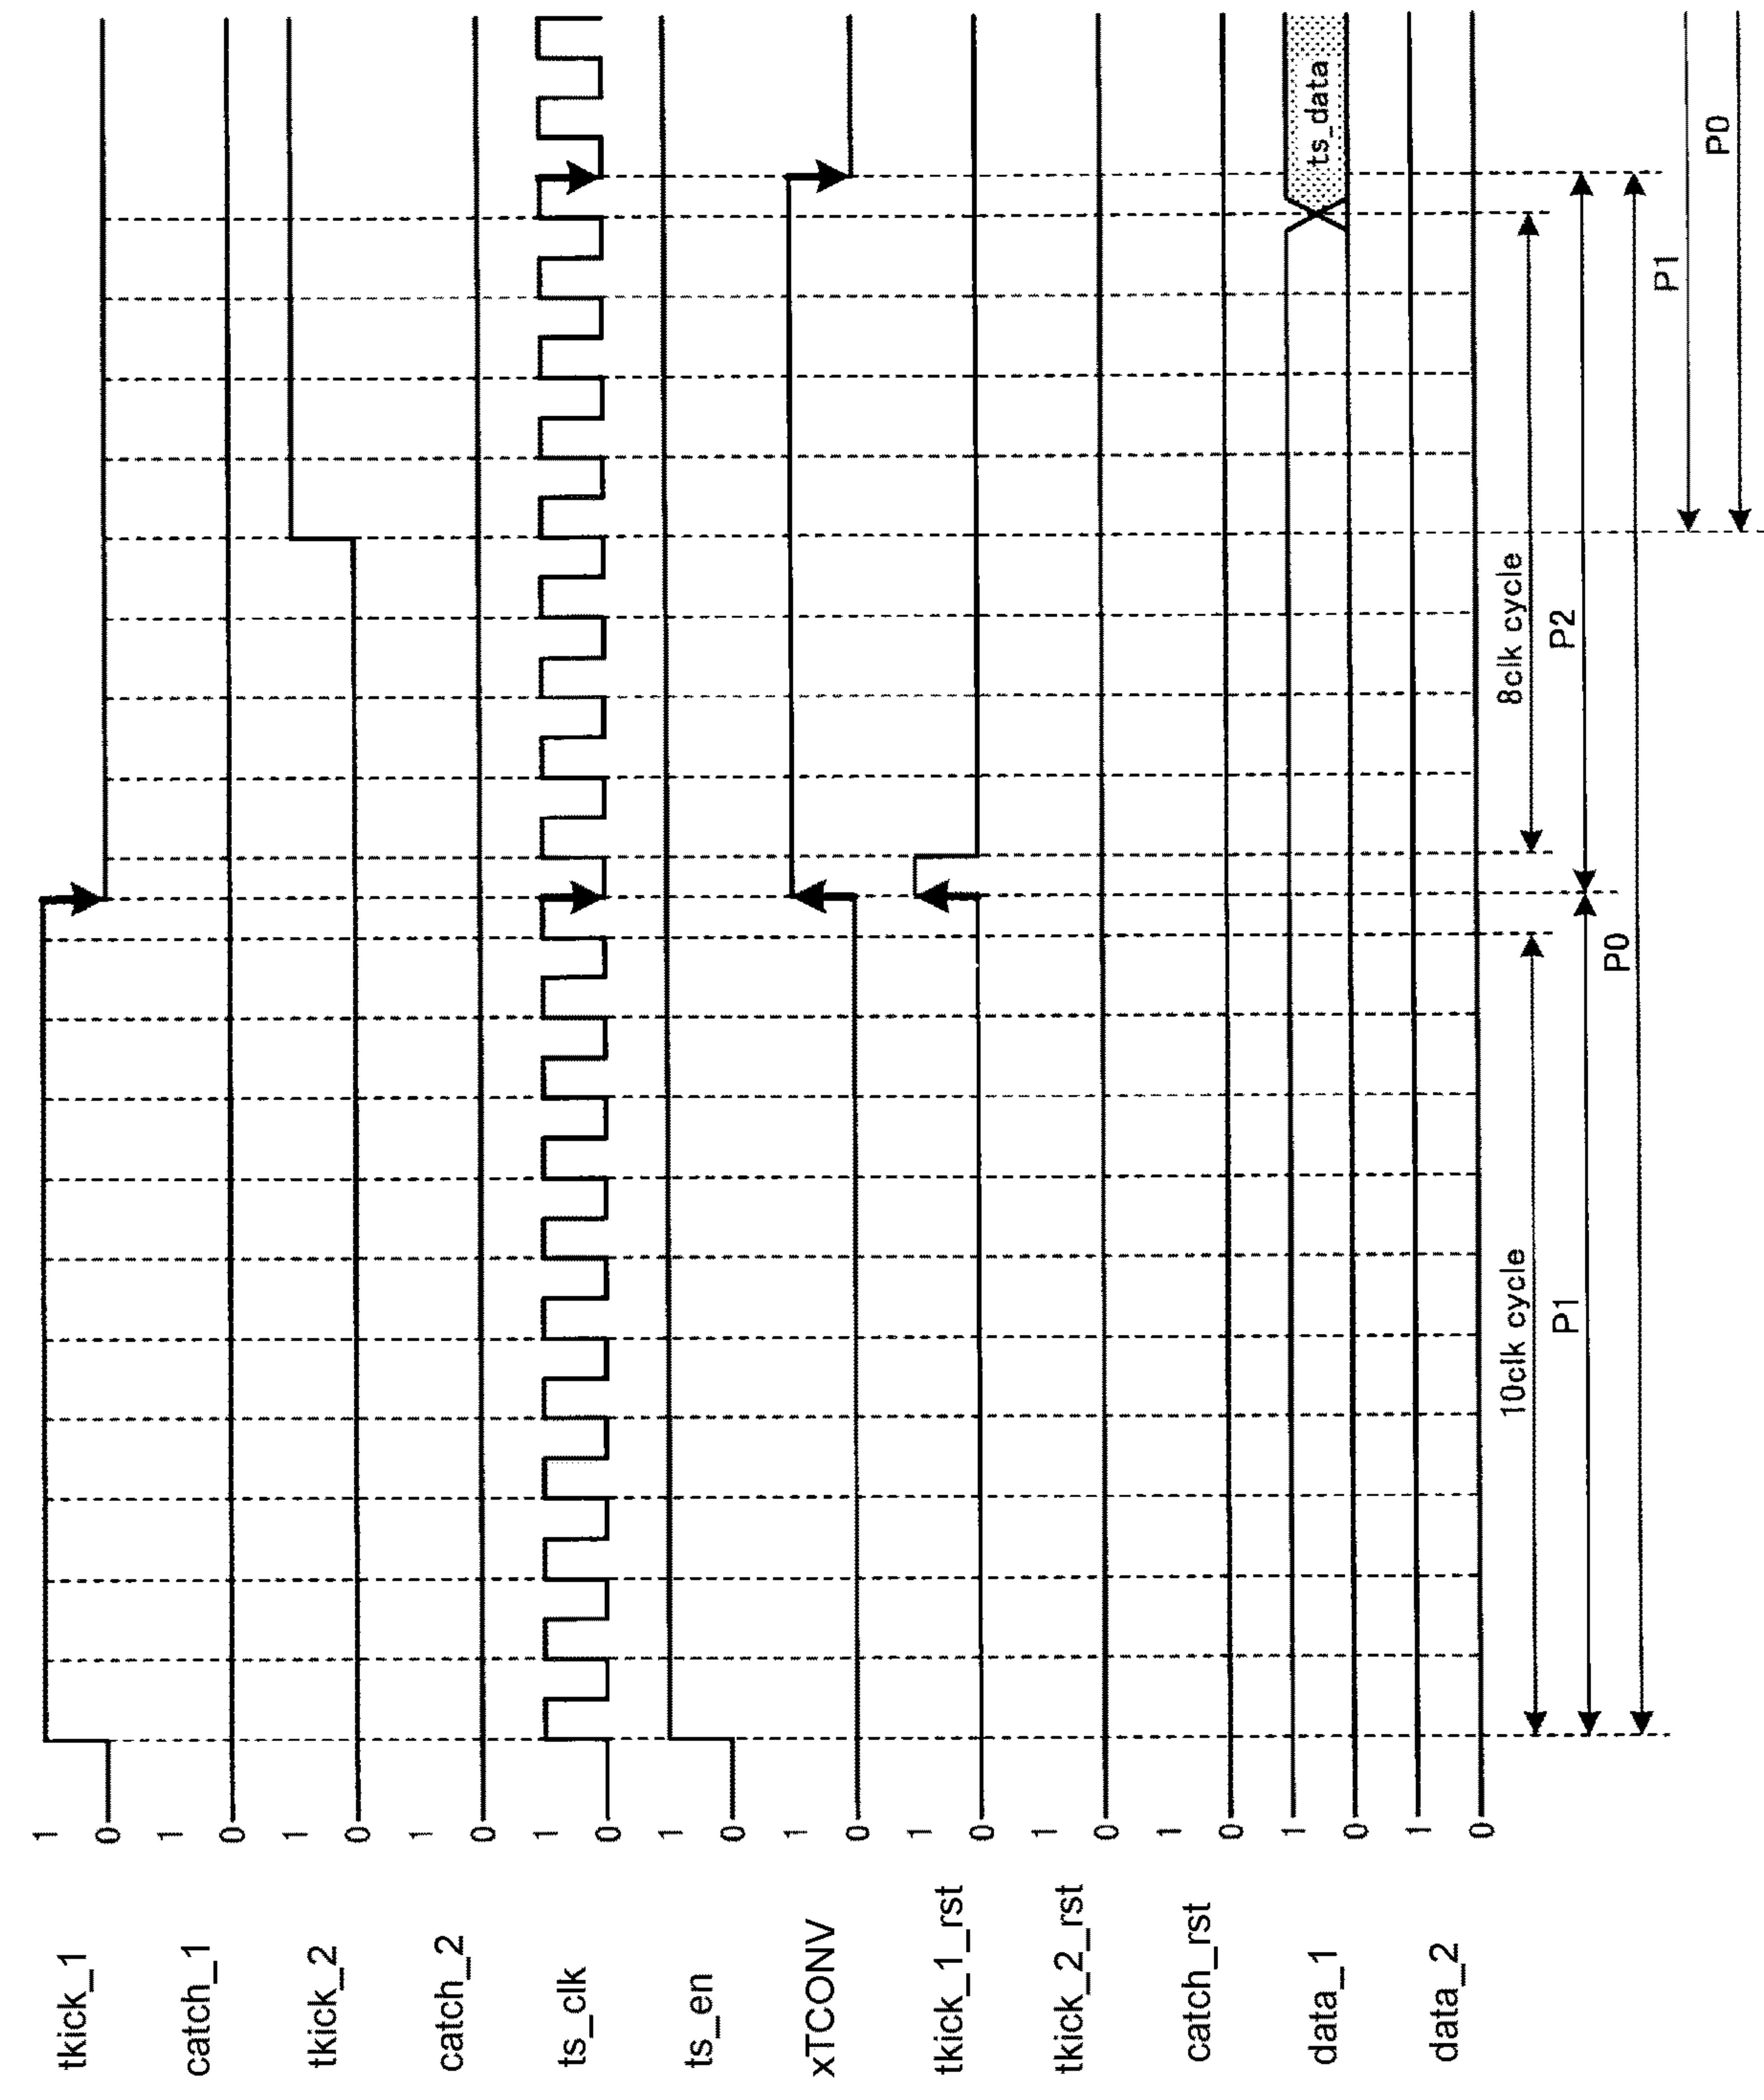 tkick_1 1 0
catch_1 1 0
tkick_2 1 0
catch_2 1 0
ts_clk 1 0
ts_en 1 0
xTCONV 1 0
tkick_1_rst 1 0
tkick_2_rst 1 0
catch_rst 1 0
data_1 1 0 ts_data
data_2 1 0
10clk cycle 8clk cycle
P1 P2
P0
P1
P0